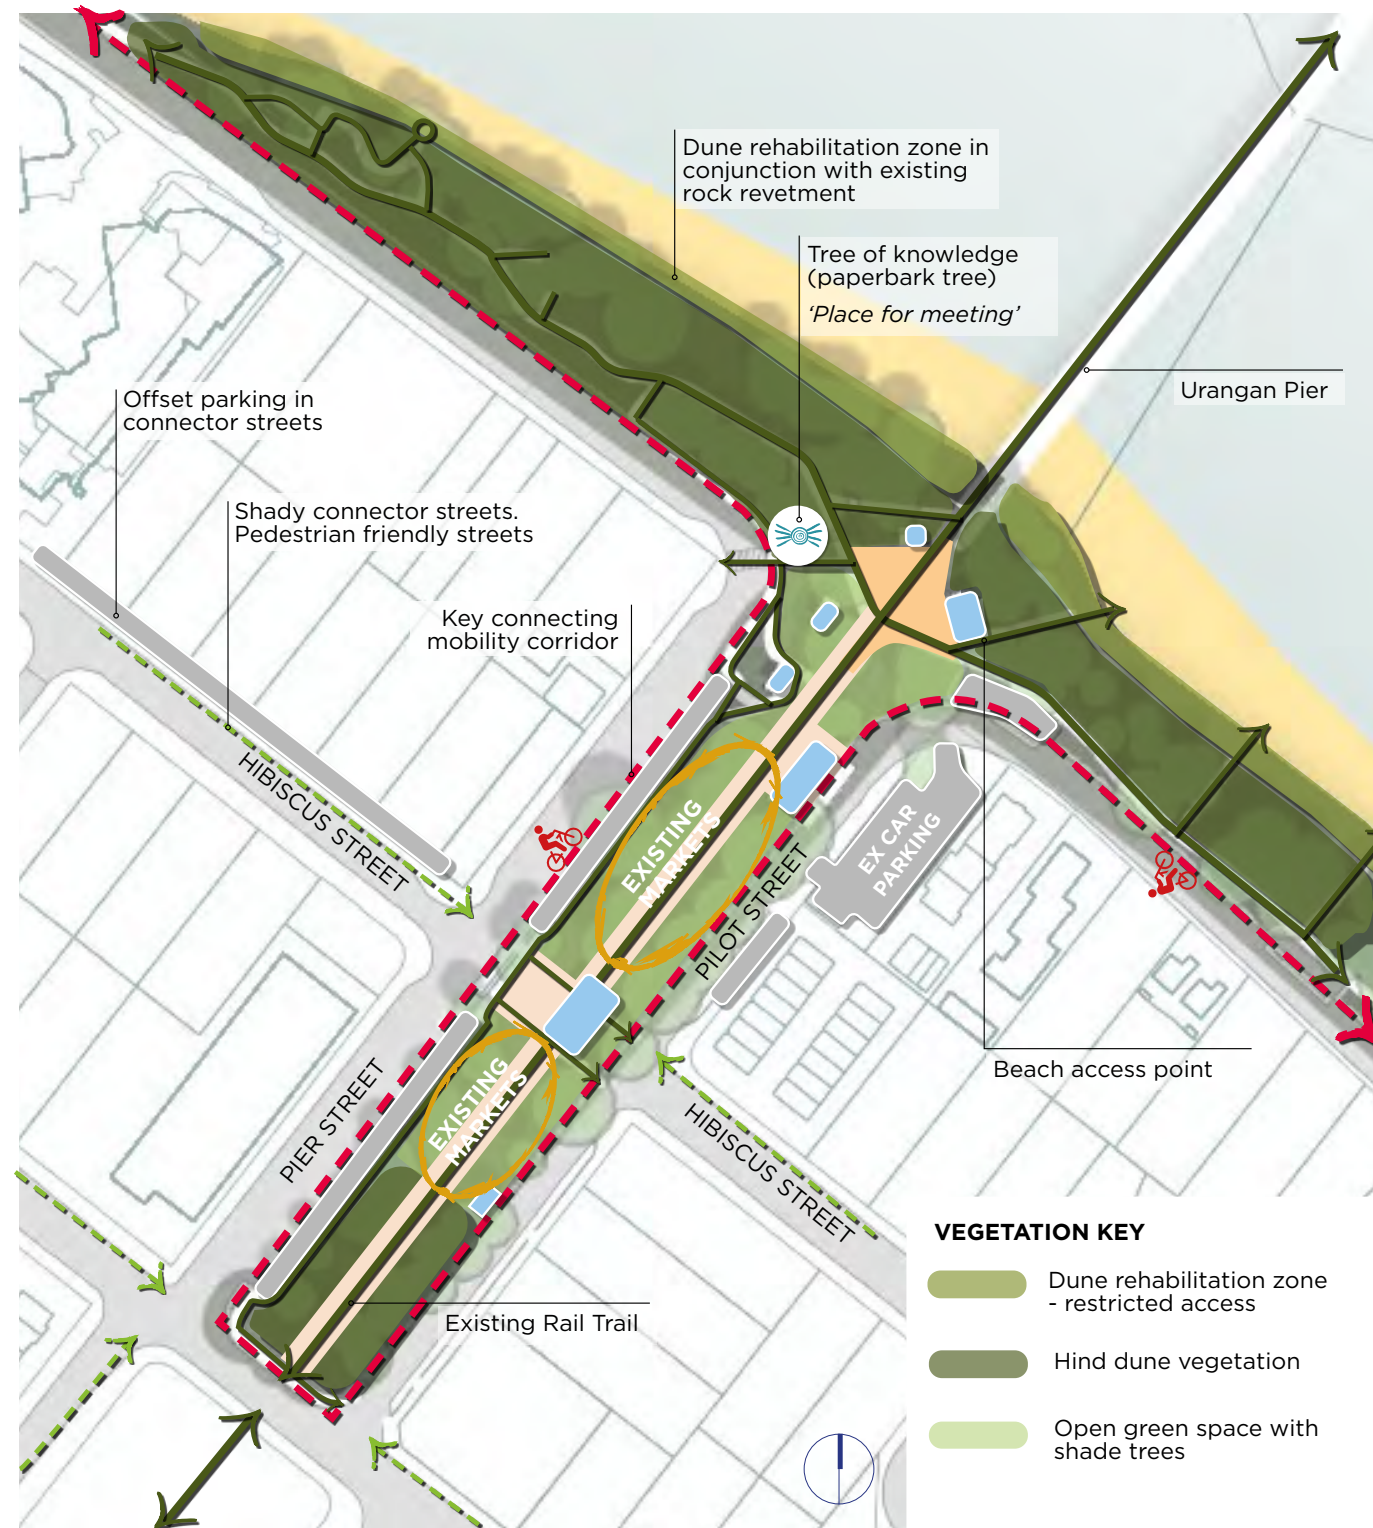 Dune rehabilitation zone in
conjunction with existing
rock revetment
Tree of knowledge
(paperbark tree)
‘Place for meeting’
Urangan Pier
Offset parking in
connector streets
Shady connector streets.
Pedestrian friendly streets
Key connecting
mobility corridor
HIBISCUS STREET
EXISTING
MARKETS
EX CAR
PARKING
PILOT STREET
Beach access point
PIER STREET
EXISTING
MARKETS
HIBISCUS STREET
Existing Rail Trail
VEGETATION KEY
Dune rehabilitation zone
- restricted access
Hind dune vegetation
Open green space with
shade trees